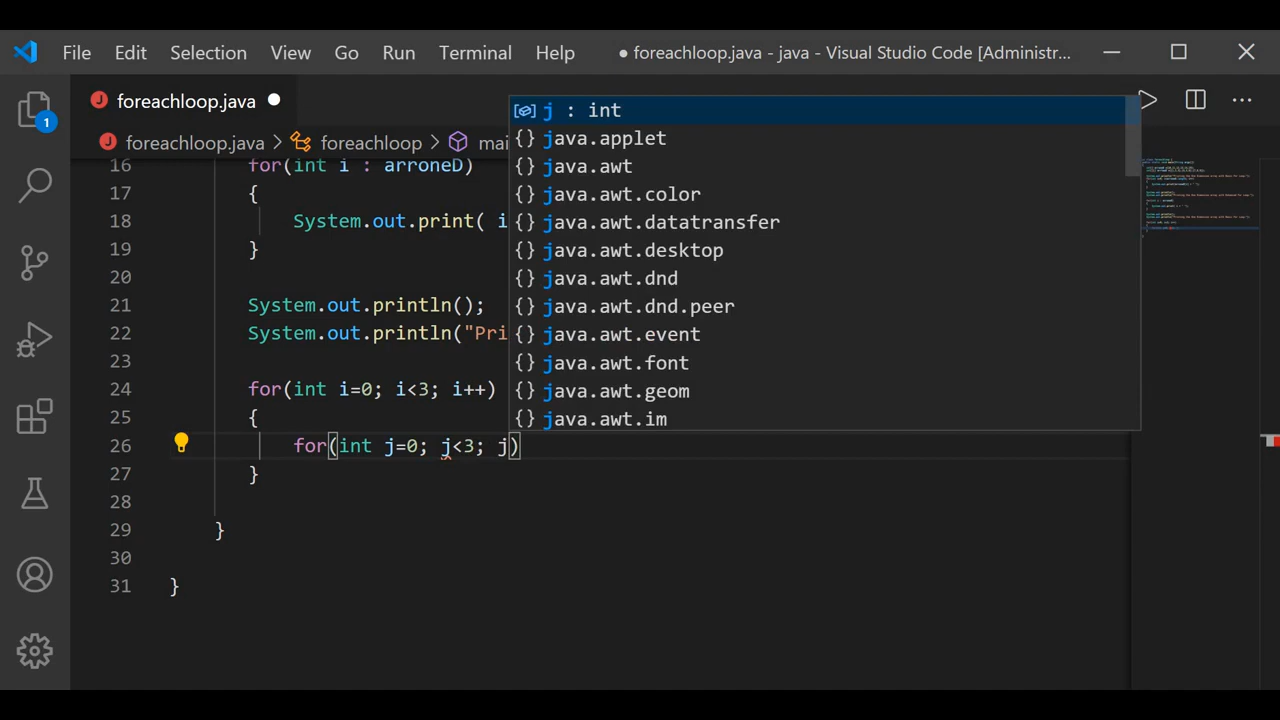 File Edit Selection View Go Run Terminal Help ● foreachloop.java - java - Visual Studio Code [Administr...
J foreachloop.java ●
1
J foreachloop.java > foreachloop > mai
16 for(int i : arroneD)
17 {
18 System.out.print( i
19 }
20
21 System.out.println();
22 System.out.println("Pri
23
24 for(int i=0; i<3; i++)
25 {
26 for(int j=0; j<3; j)
27 }
28
29 }
30
31 }
j : int
{} java.applet
{} java.awt
{} java.awt.color
{} java.awt.datatransfer
{} java.awt.desktop
{} java.awt.dnd
{} java.awt.dnd.peer
{} java.awt.event
{} java.awt.font
{} java.awt.geom
{} java.awt.im